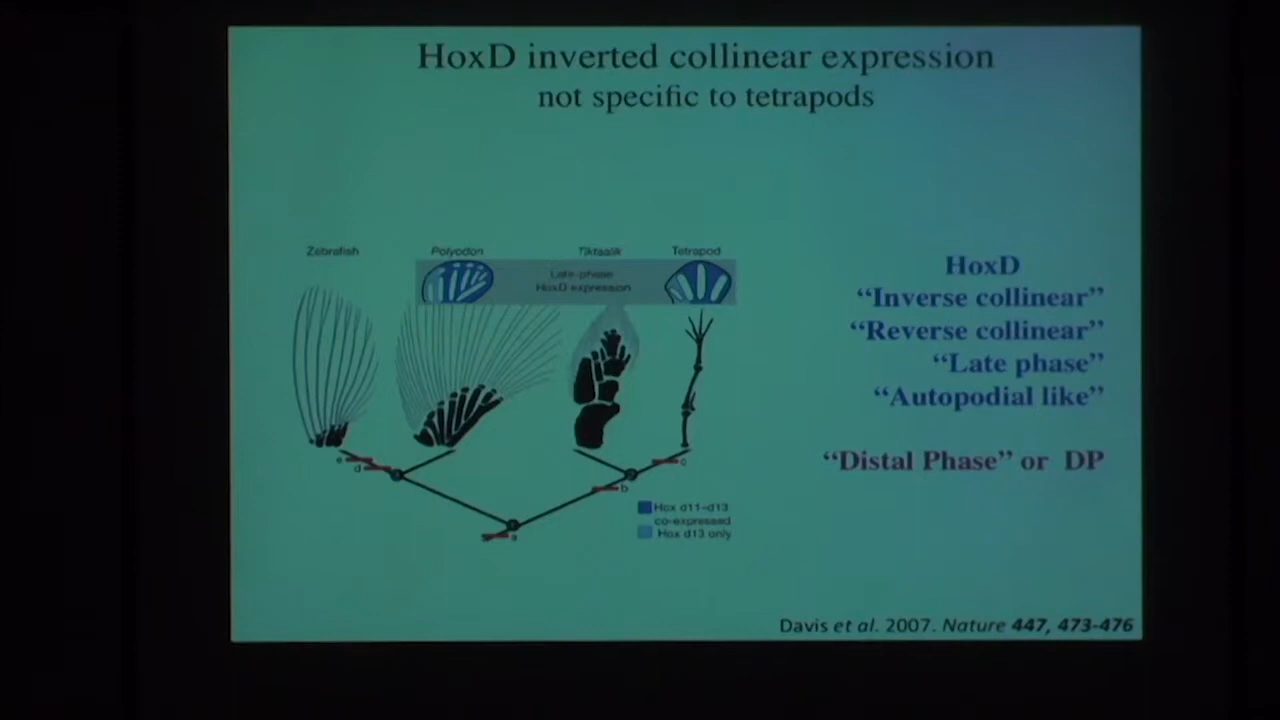 HoxD inverted collinear expression
not specific to tetrapods
Zebrafish
Polyodon
Tiktaalik
Tetrapod
Late-phase
HoxD expression
HoxD
“Inverse collinear”
“Reverse collinear”
“Late phase”
“Autopodial like”
“Distal Phase” or DP
e
d
c
b
a
Hox d11–d13
co-expressed
Hox d13 only
Davis et al. 2007. Nature 447, 473-476